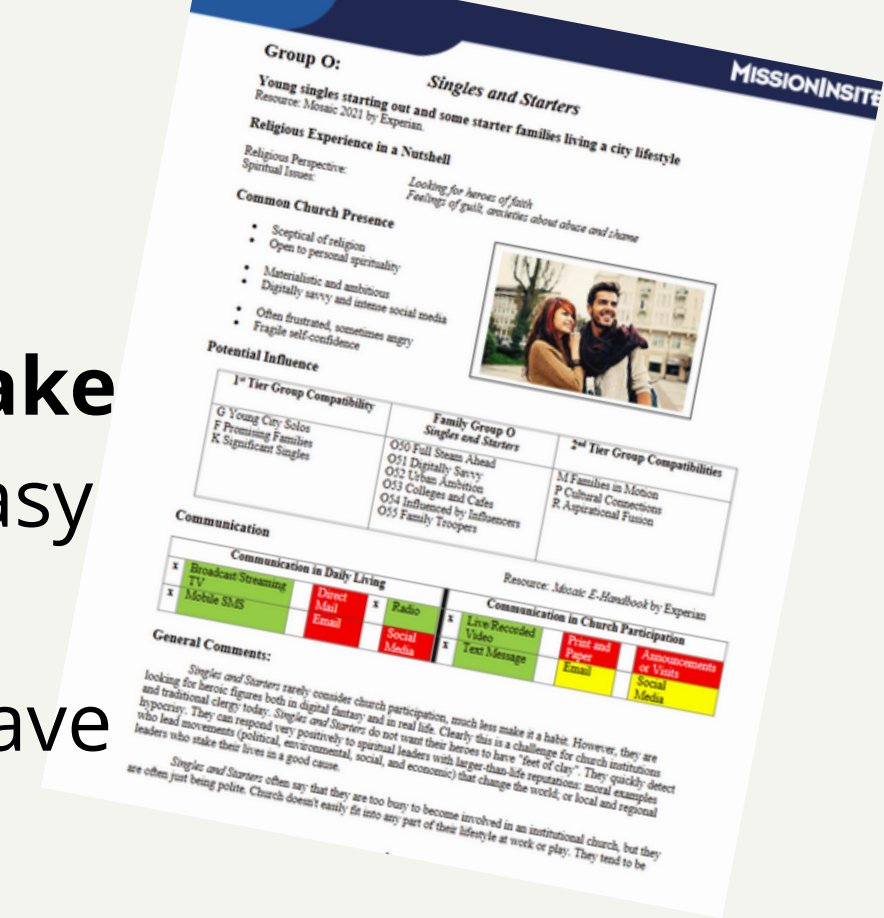 MISSIONINSITE
Group O:
Singles and Starters
Young singles starting out and some starter families living a city lifestyle
Resource: Mosaic 2021 by Experian.
Religious Experience in a Nutshell
Religious Perspective: Looking for heroes of faith
Spiritual Issues: Feelings of guilt, anxieties about abuse and shame
Common Church Presence
• Sceptical of religion
• Open to personal spirituality
• Materialistic and ambitious
• Digitally savvy and intense social media
• Often frustrated, sometimes angry
• Fragile self-confidence
Potential Influence
1st Tier Group Compatibility
G Young City Solos
F Promising Families
K Significant Singles
Family Group O
Singles and Starters
O50 Full Steam Ahead
O51 Digitally Savvy
O52 Urban Ambition
O53 Colleges and Cafes
O54 Influenced by Influencers
O55 Family Troopers
2nd Tier Group Compatibilities
M Families in Motion
P Cultural Connections
R Aspirational Fusion
Resource: Mosaic E-Handbook by Experian
Communication
Communication in Daily Living
x Broadcast/Streaming
TV
Direct
Mail
x Radio
x Mobile SMS
Email
Social
Media
Communication in Church Participation
x Live/Recorded
Video
Print and
Paper
Announcements
or Visits
x Text Message
Email
Social
Media
General Comments:
Singles and Starters rarely consider church participation, much less make it a habit. However, they are
looking for heroic figures both in digital fantasy and in real life. Clearly this is a challenge for church institutions
and traditional clergy today. Singles and Starters do not want their heroes to have "feet of clay". They quickly detect
hypocrisy. They can respond very positively to spiritual leaders with larger-than-life reputations: moral examples
who lead movements (political, environmental, social, and economic) that change the world; or local and regional
leaders who stake their lives in a good cause.
Singles and Starters often say that they are too busy to become involved in an institutional church, but they
are often just being polite. Church doesn't easily fit into any part of their lifestyle at work or play. They tend to be
ake
asy
ave